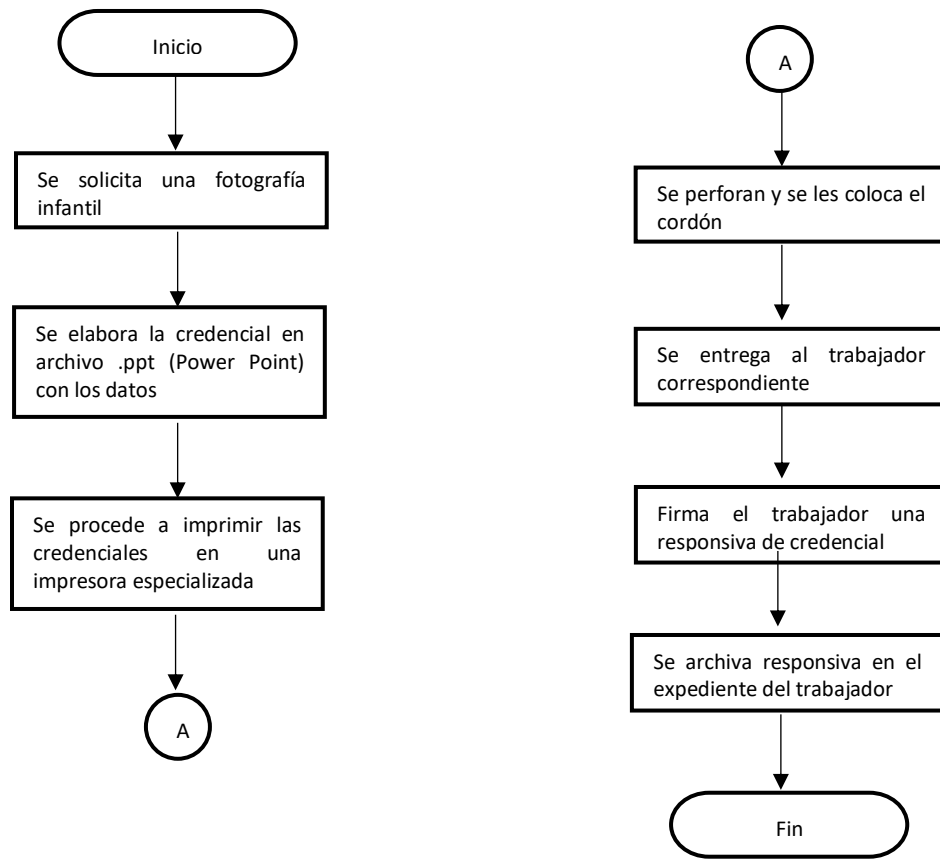 Inicio
Se solicita una fotografía
infantil
Se elabora la credencial en
archivo .ppt (Power Point)
con los datos
Se procede a imprimir las
credenciales en una
impresora especializada
A
A
Se perforan y se les coloca el
cordón
Se entrega al trabajador
correspondiente
Firma el trabajador una
responsiva de credencial
Se archiva responsiva en el
expediente del trabajador
Fin